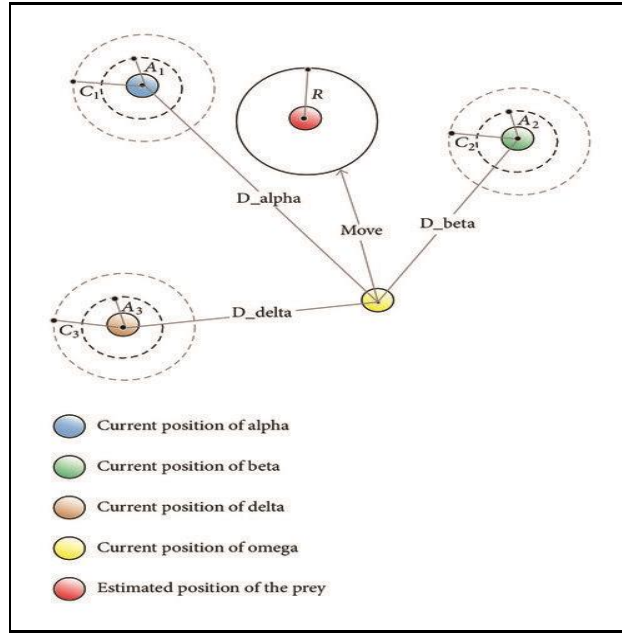 A1
C1
R
A2
C2
D_alpha
D_beta
Move
A3
C3
D_delta
Current position of alpha
Current position of beta
Current position of delta
Current position of omega
Estimated position of the prey